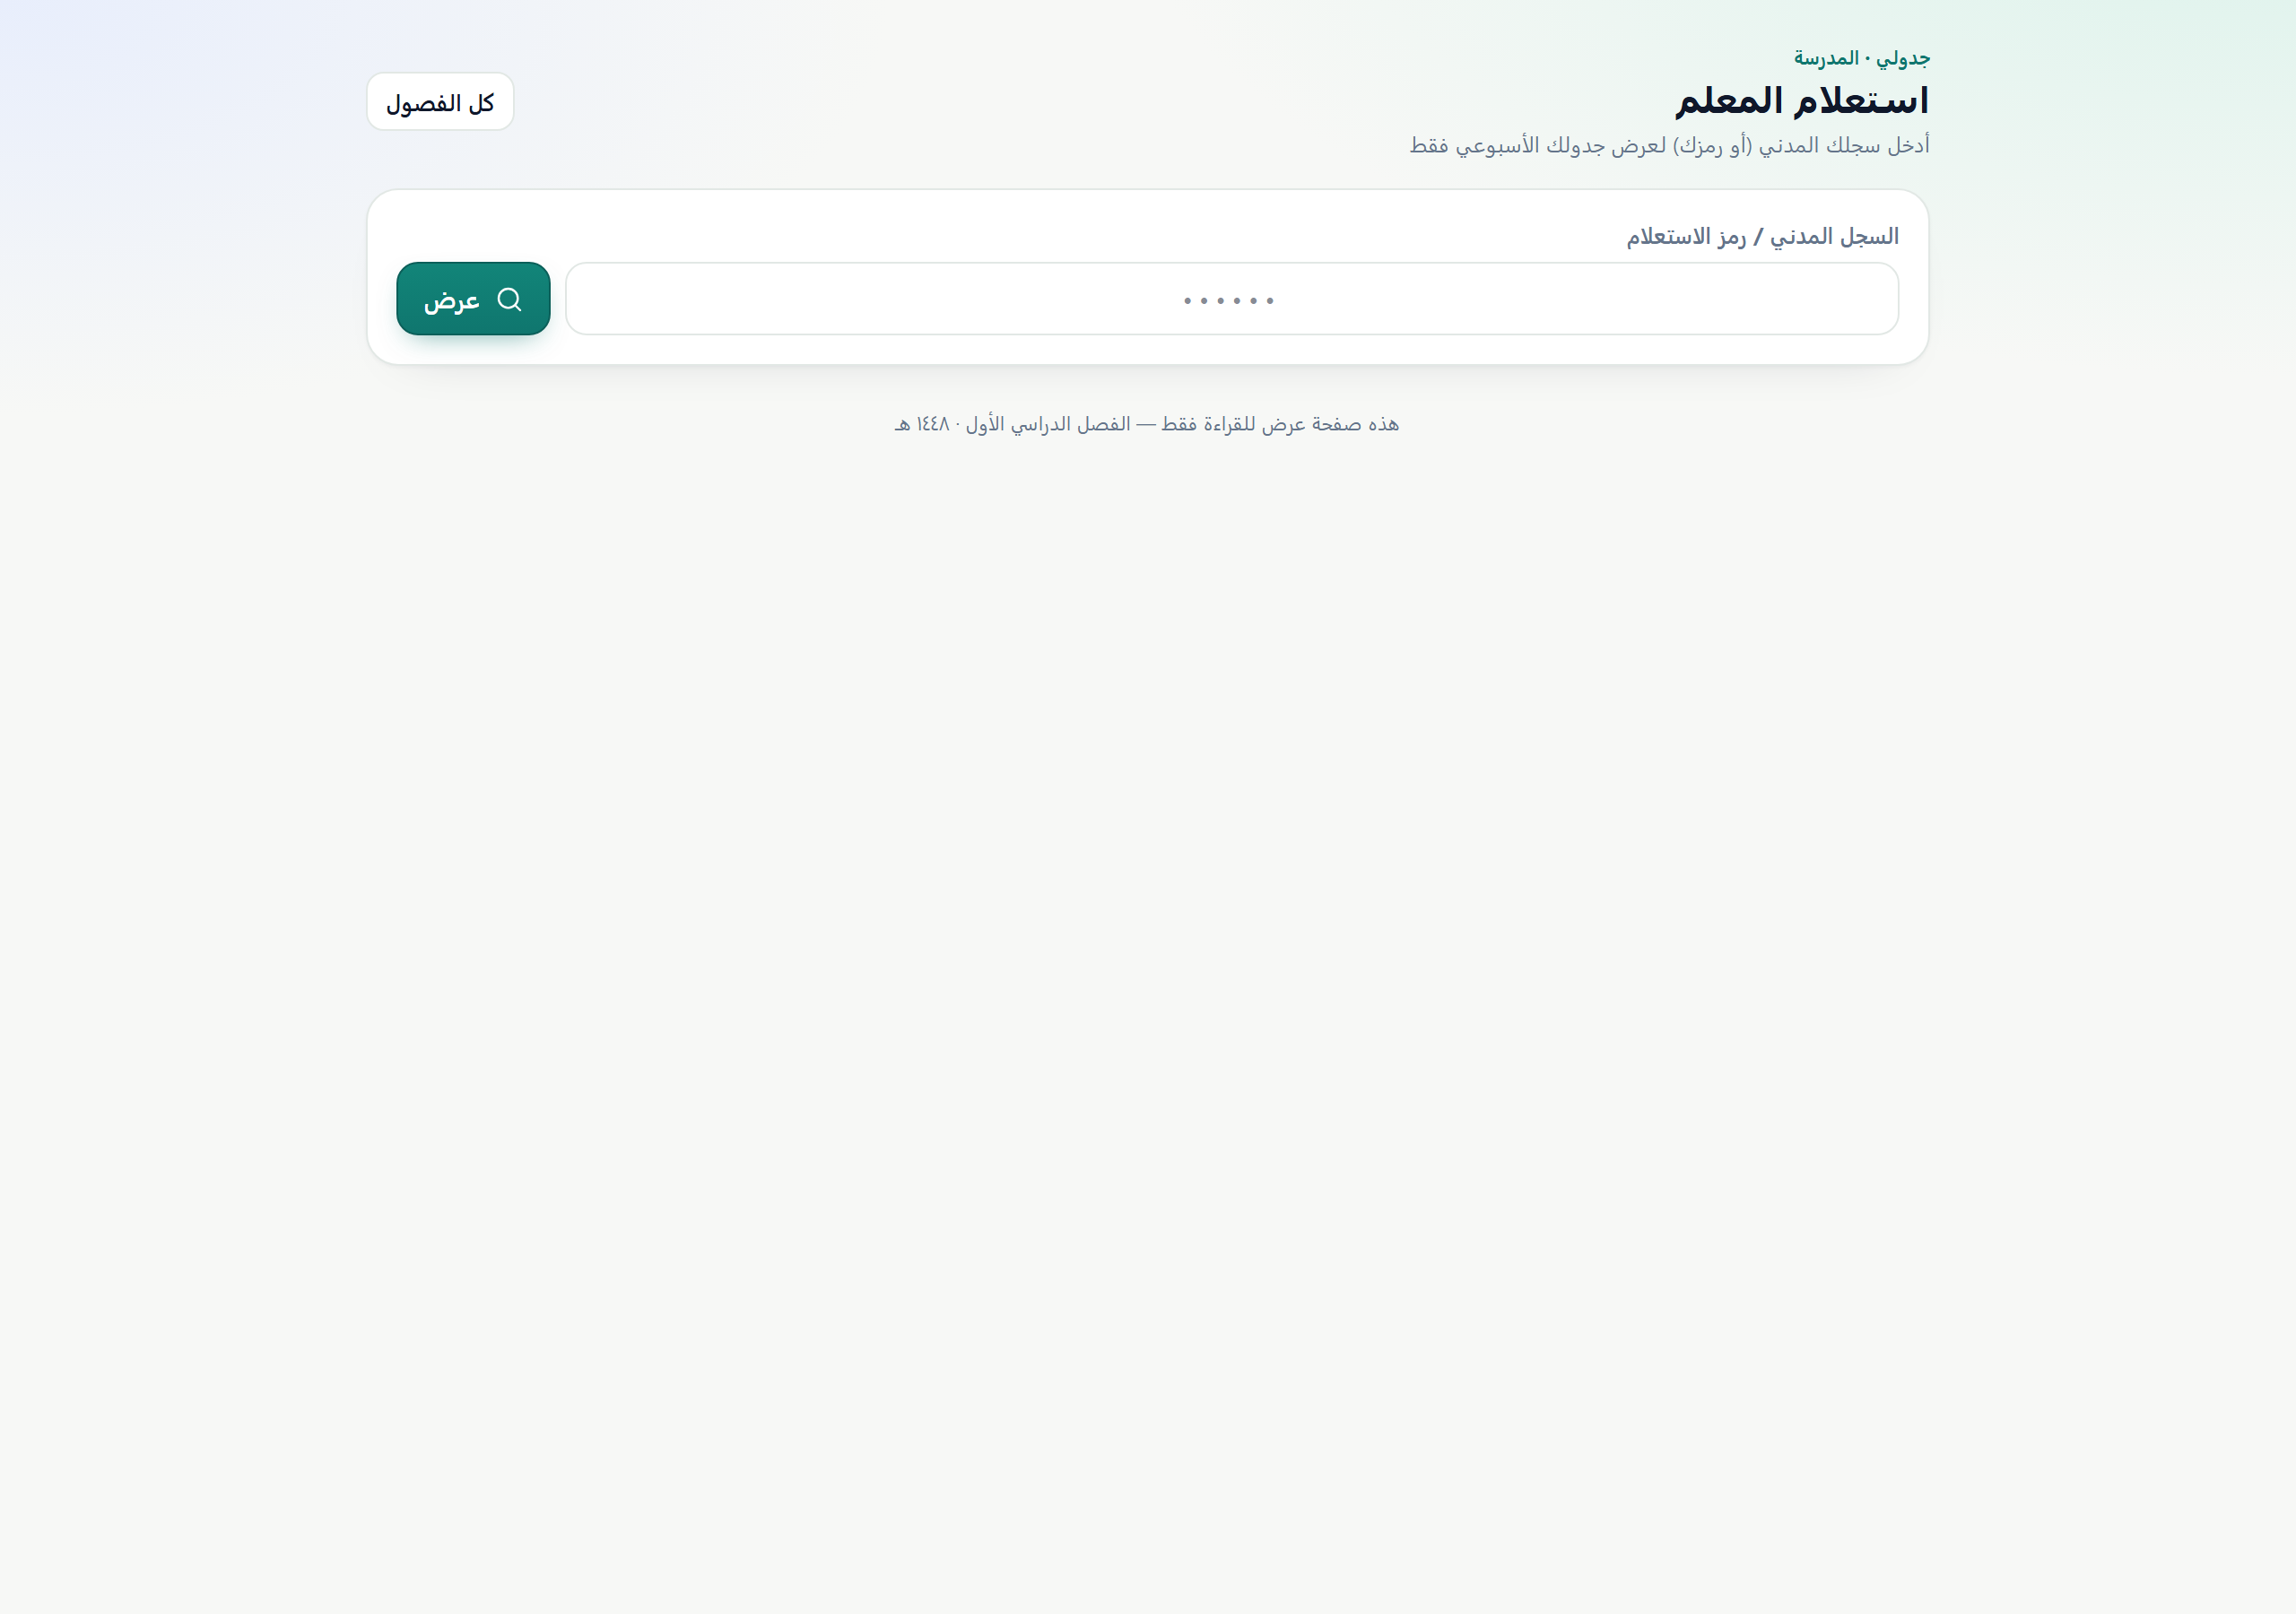 جدولي · المدرسة
استعلام المعلم
أدخل سجلك المدني (أو رمزك) لعرض جدولك الأسبوعي فقط
كل الفصول
السجل المدني / رمز الاستعلام
••••••
عرض
هذه صفحة عرض للقراءة فقط — الفصل الدراسي الأول · ١٤٤٨ هـ